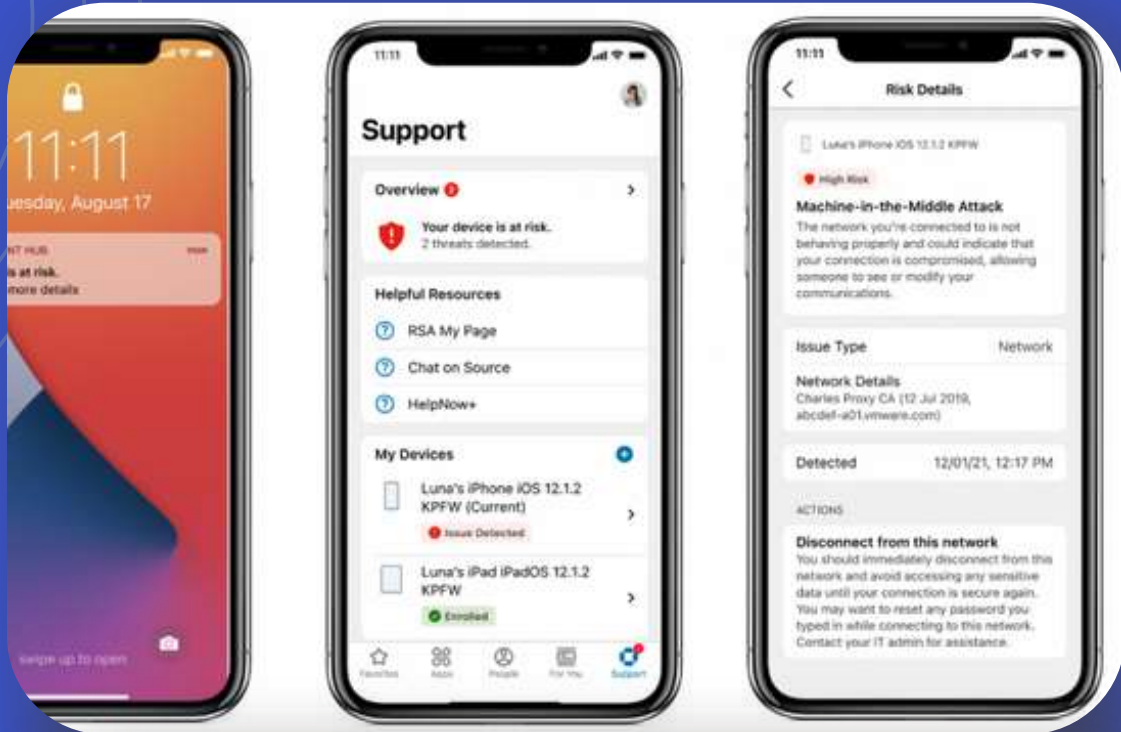 11:11
uesday, August 17
NT HUB
now
is at risk.
more details
swipe up to open
11:11
Support
Overview 2
Your device is at risk.
2 threats detected.
Helpful Resources
RSA My Page
Chat on Source
HelpNow+
My Devices
Luna's iPhone iOS 12.1.2
KPFW (Current)
Issue Detected
Luna's iPad iPadOS 12.1.2
KPFW
Enrolled
Favorites
Apps
People
For You
Support
11:11
Risk Details
Luna's iPhone iOS 12.1.2 KPFW
High Risk
Machine-in-the-Middle Attack
The network you're connected to is not
behaving properly and could indicate that
your connection is compromised, allowing
someone to see or modify your
communications.
Issue Type
Network
Network Details
Charles Proxy CA (12 Jul 2019,
abcdef-a01.vmware.com)
Detected
12/01/21, 12:17 PM
ACTIONS
Disconnect from this network
You should immediately disconnect from this
network and avoid accessing any sensitive
data until your connection is secure again.
You may want to reset any password you
typed in while connecting to this network.
Contact your IT admin for assistance.